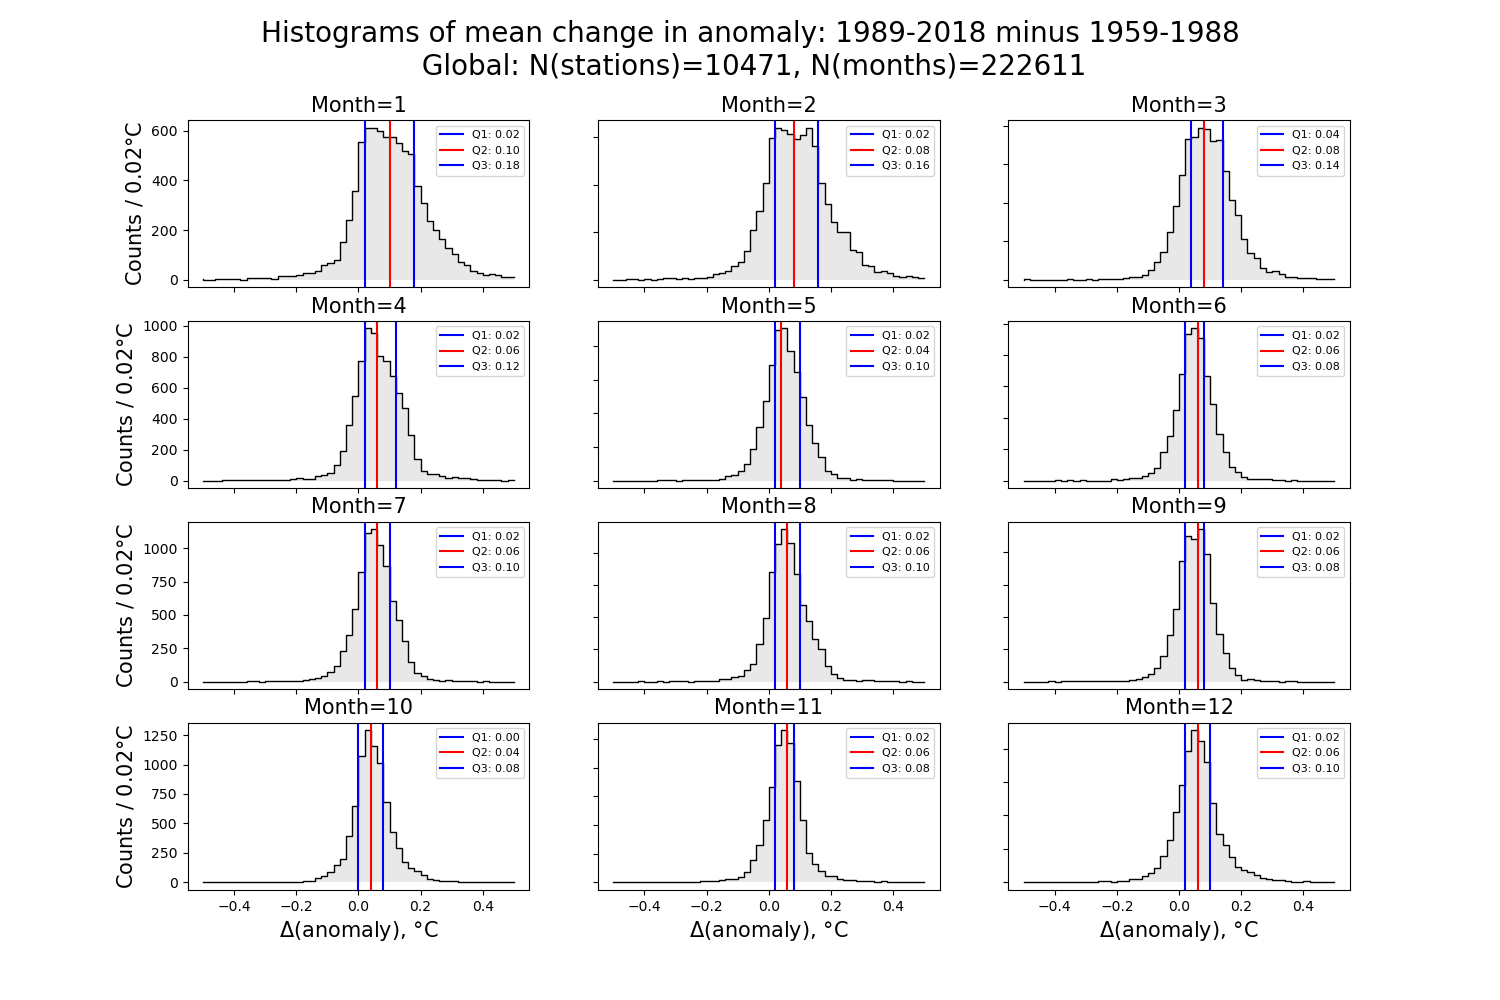 Histograms of mean change in anomaly: 1989-2018 minus 1959-1988
Global: N(stations)=10471, N(months)=222611
Month=1
Counts / 0.02°C
600
400
200
0
Q1: 0.02
Q2: 0.10
Q3: 0.18
Month=2
Q1: 0.02
Q2: 0.08
Q3: 0.16
Month=3
Q1: 0.04
Q2: 0.08
Q3: 0.14
Month=4
Counts / 0.02°C
1000
800
600
400
200
0
Q1: 0.02
Q2: 0.06
Q3: 0.12
Month=5
Q1: 0.02
Q2: 0.04
Q3: 0.10
Month=6
Q1: 0.02
Q2: 0.06
Q3: 0.08
Month=7
Counts / 0.02°C
1000
750
500
250
0
Q1: 0.02
Q2: 0.06
Q3: 0.10
Month=8
Q1: 0.02
Q2: 0.06
Q3: 0.10
Month=9
Q1: 0.02
Q2: 0.06
Q3: 0.08
Month=10
Counts / 0.02°C
1250
1000
750
500
250
0
Q1: 0.00
Q2: 0.04
Q3: 0.08
−0.4 −0.2 0.0 0.2 0.4
Δ(anomaly), °C
Month=11
Q1: 0.02
Q2: 0.06
Q3: 0.08
−0.4 −0.2 0.0 0.2 0.4
Δ(anomaly), °C
Month=12
Q1: 0.02
Q2: 0.06
Q3: 0.10
−0.4 −0.2 0.0 0.2 0.4
Δ(anomaly), °C